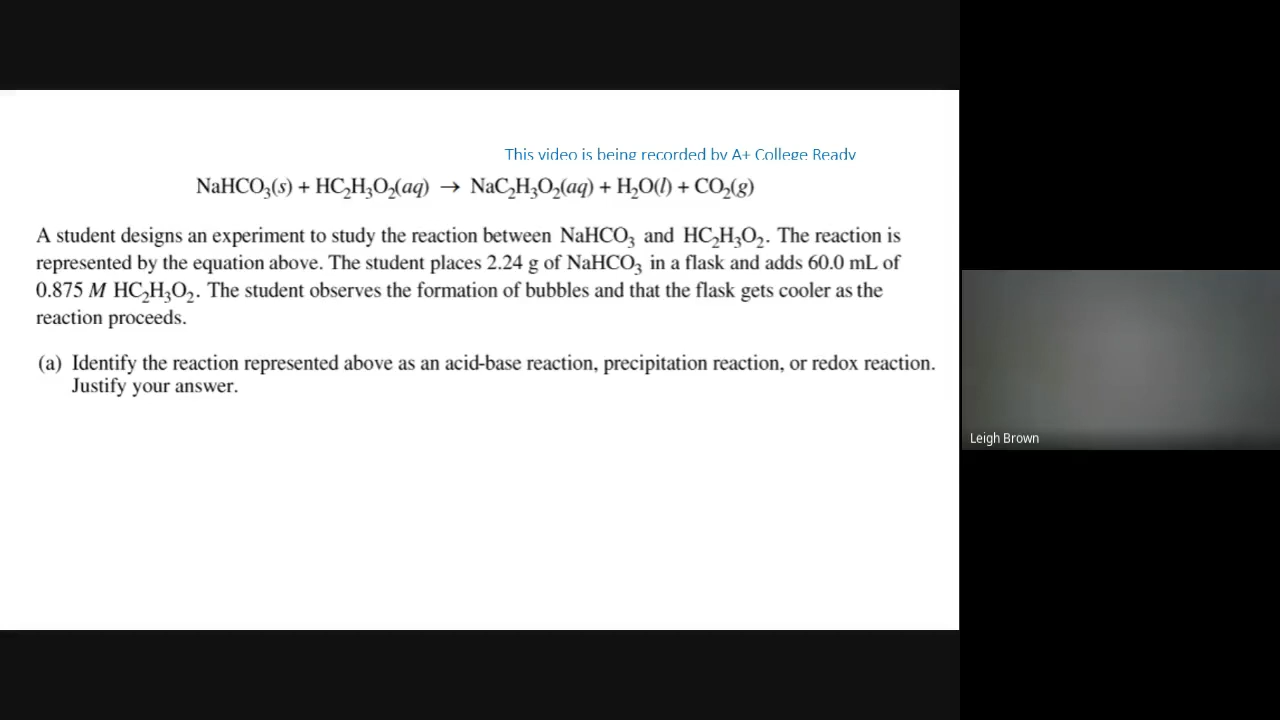 This video is being recorded by A+ College Ready
NaHCO₃(s) + HC₂H₃O₂(aq) → NaC₂H₃O₂(aq) + H₂O(l) + CO₂(g)
A student designs an experiment to study the reaction between NaHCO₃ and HC₂H₃O₂. The reaction is
represented by the equation above. The student places 2.24 g of NaHCO₃ in a flask and adds 60.0 mL of
0.875 M HC₂H₃O₂. The student observes the formation of bubbles and that the flask gets cooler as the
reaction proceeds.
(a) Identify the reaction represented above as an acid-base reaction, precipitation reaction, or redox reaction.
Justify your answer.
Leigh Brown